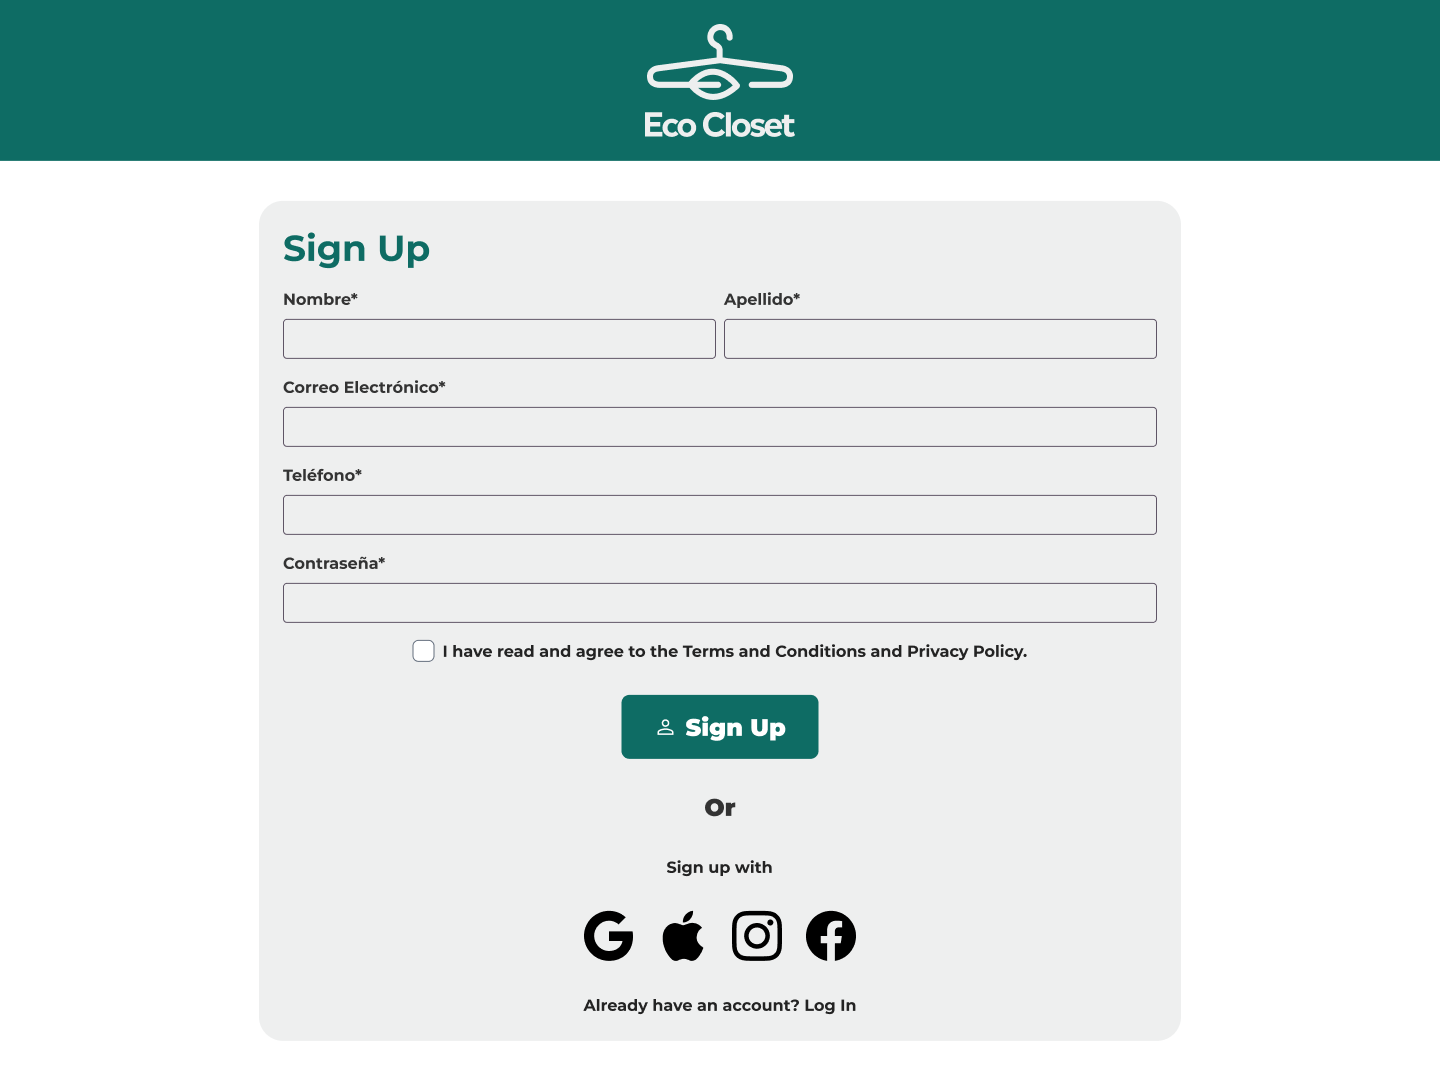 Eco Closet
Sign Up
Nombre* Apellido*
Correo Electrónico*
Teléfono*
Contraseña*
I have read and agree to the Terms and Conditions and Privacy Policy.
Sign Up
Or
Sign up with
Already have an account? Log In